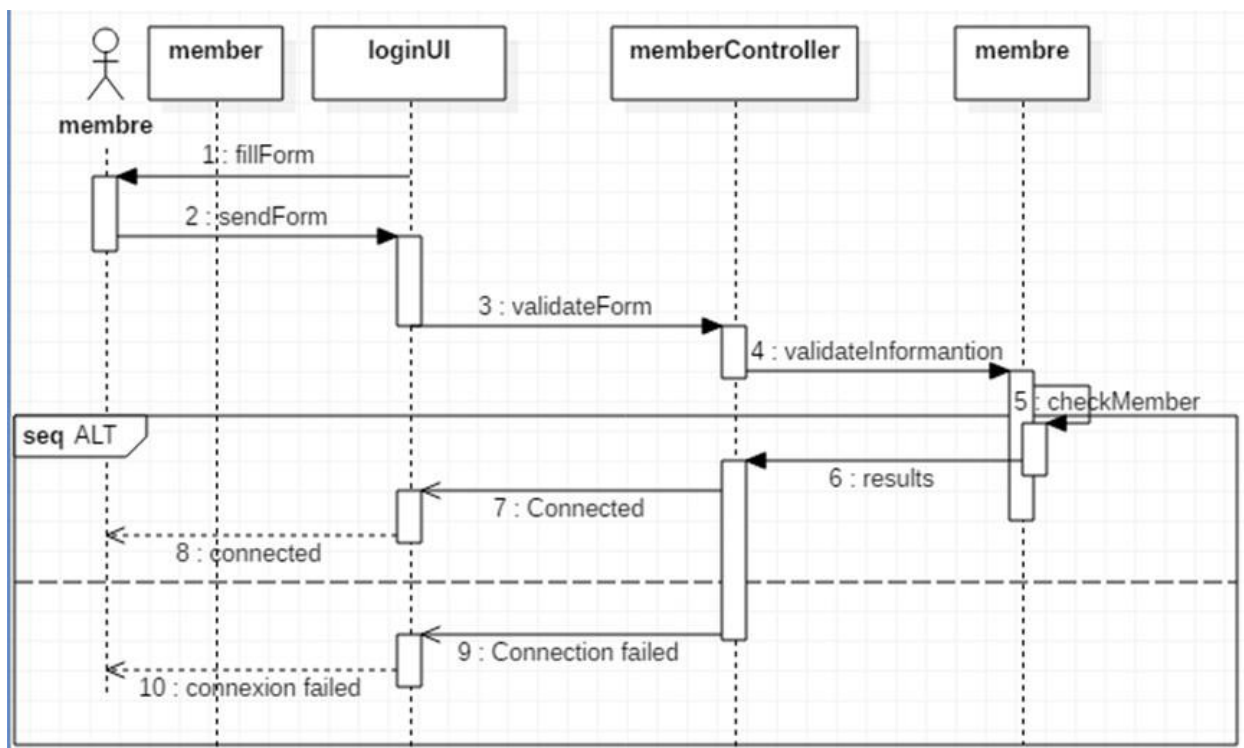 member
loginUI
memberController
membre
membre
1 : fillForm
2 : sendForm
3 : validateForm
4 : validateInformantion
5 : checkMember
seq ALT
6 : results
7 : Connected
8 : connected
9 : Connection failed
10 : connexion failed